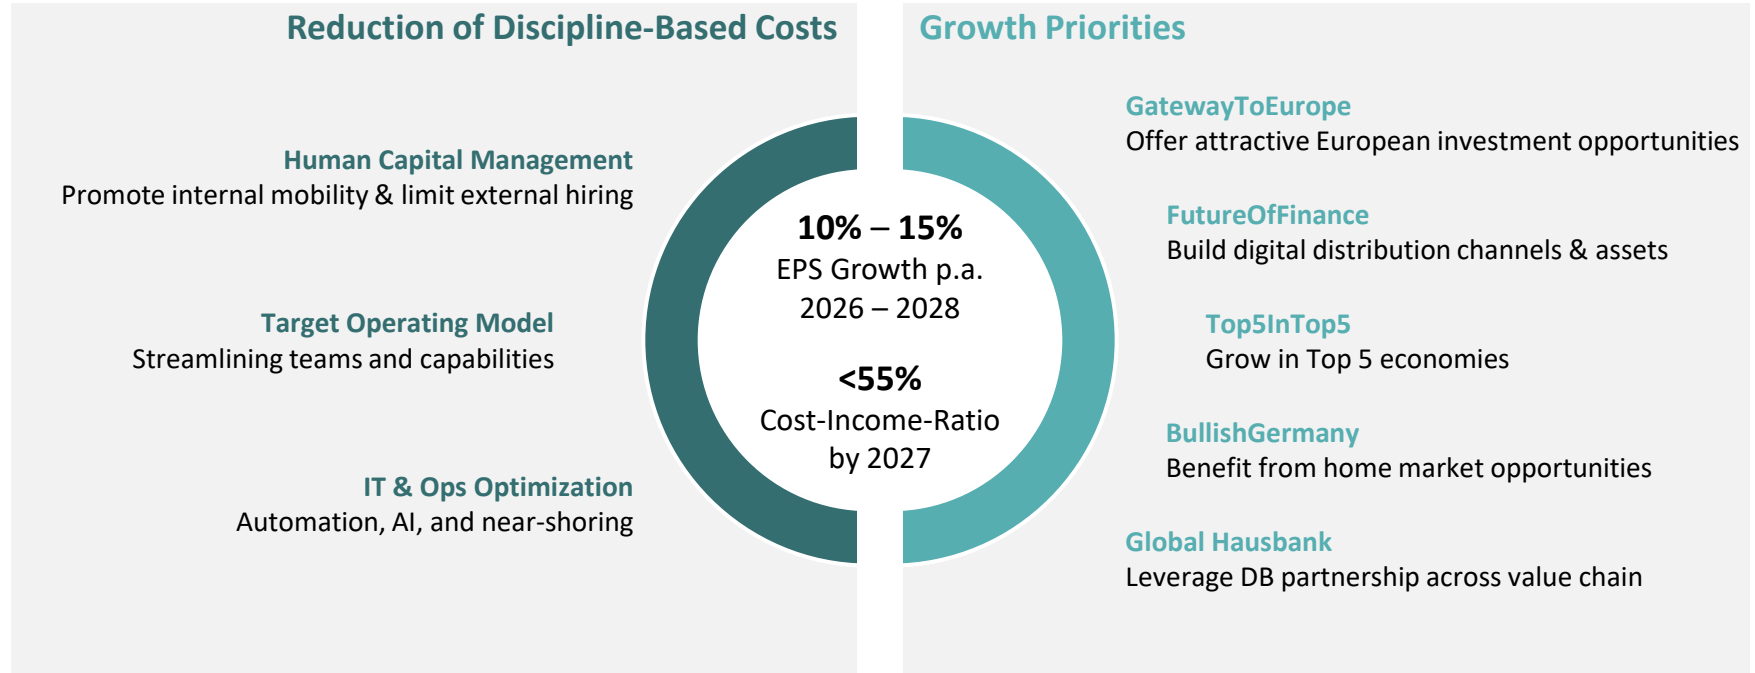 Reduction of Discipline-Based Costs
Human Capital Management
Promote internal mobility & limit external hiring
Target Operating Model
Streamlining teams and capabilities
IT & Ops Optimization
Automation, AI, and near-shoring
10% – 15%
EPS Growth p.a.
2026 – 2028
<55%
Cost-Income-Ratio
by 2027
Growth Priorities
GatewayToEurope
Offer attractive European investment opportunities
FutureOfFinance
Build digital distribution channels & assets
Top5InTop5
Grow in Top 5 economies
BullishGermany
Benefit from home market opportunities
Global Hausbank
Leverage DB partnership across value chain